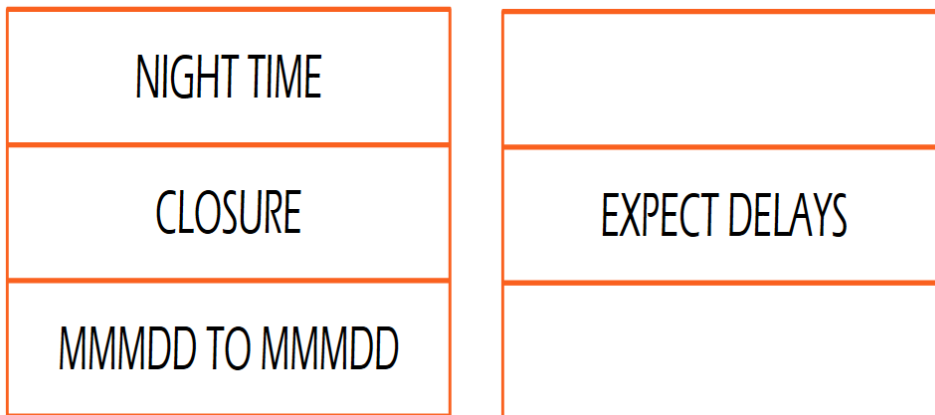 NIGHT TIME
CLOSURE
MMMDD TO MMMDD
EXPECT DELAYS